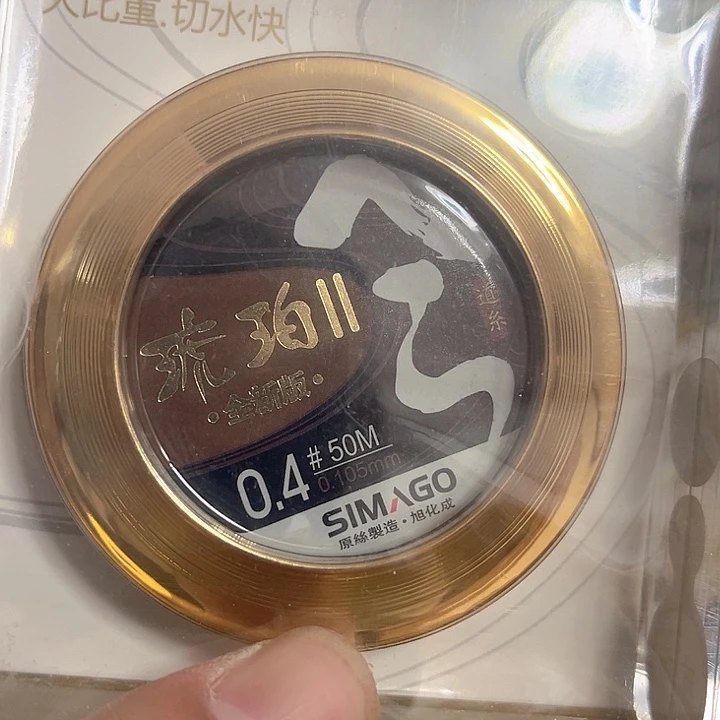 大比重.切水快
道糸
琥珀II
·全新版·
0.4# 50M
0.105mm
SIMAGO
原絲製造·旭化成